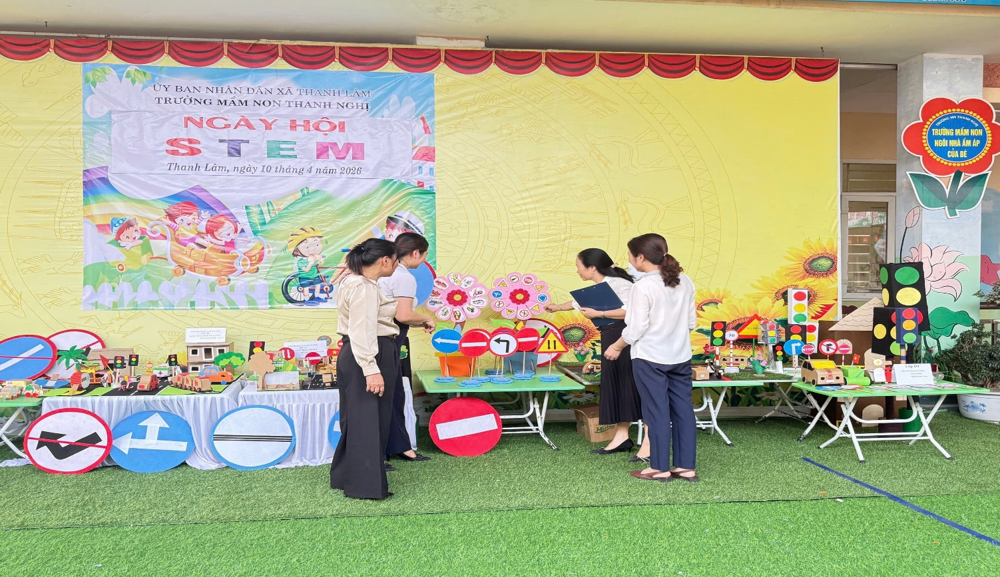 ỦY BAN NHÂN DÂN XÃ THANH LÂM
TRƯỜNG MẦM NON THANH NGHỊ
NGÀY HỘI
STEM
Thanh Lâm, ngày 10 tháng 4 năm 2026
TRƯỜNG MN THANH NGHỊ
TRƯỜNG MẦM NON
NGÔI NHÀ ẤM ÁP
CỦA BÉ
50
STOP
Lớp D4